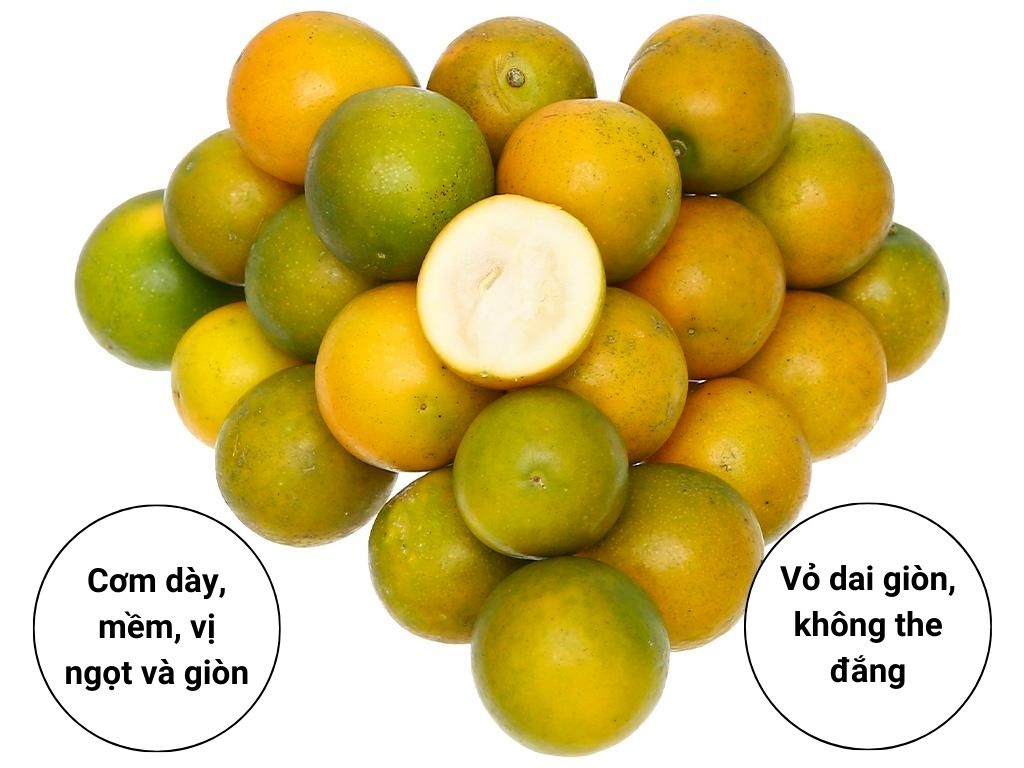 Cơm dày,
mềm, vị
ngọt và giòn
Vỏ dai giòn,
không the
đắng